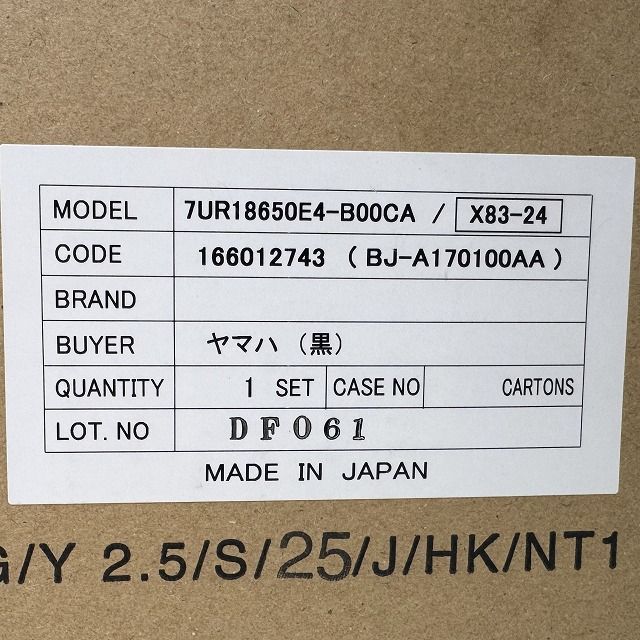 MODEL 7UR18650E4-B00CA / X83-24
CODE 166012743 ( BJ-A170100AA )
BRAND
BUYER ヤマハ (黒)
QUANTITY 1 SET CASE NO CARTONS
LOT. NO DF061
MADE IN JAPAN
G/Y 2.5/S/25/J/HK/NT1